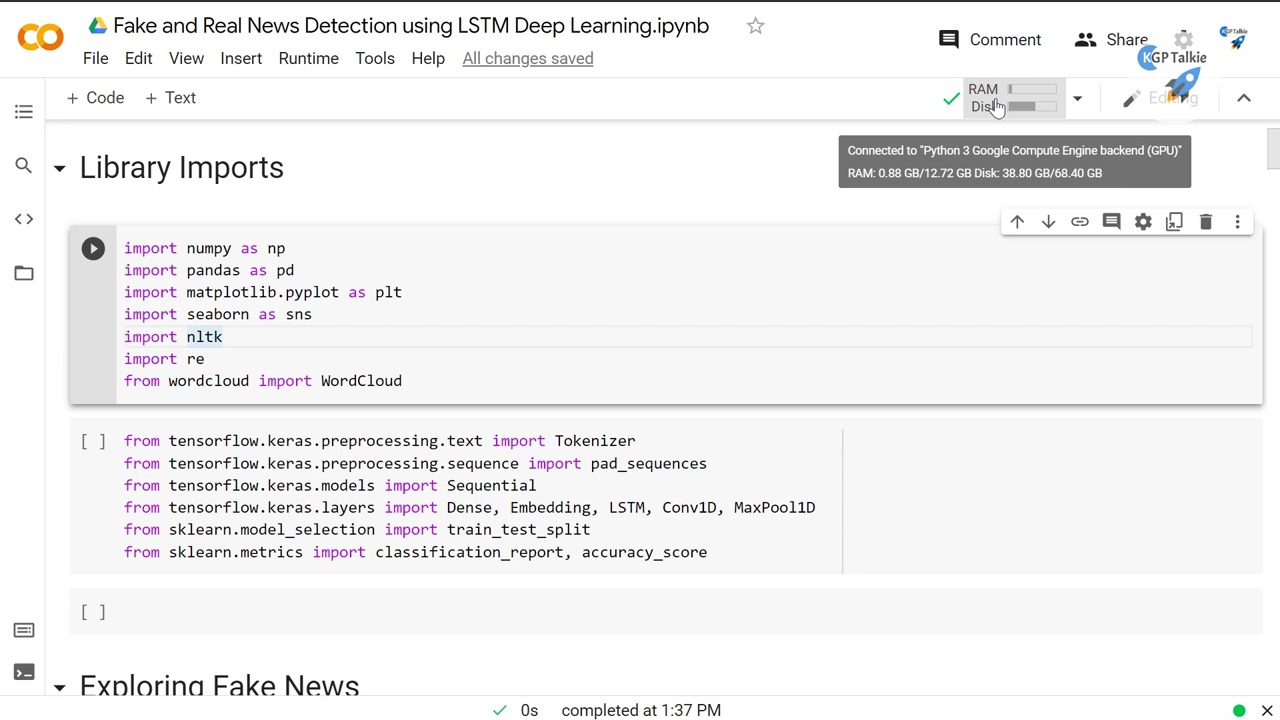 Fake and Real News Detection using LSTM Deep Learning.ipynb
File Edit View Insert Runtime Tools Help All changes saved
Comment
Share
KGP Talkie
KGP Talkie
+ Code + Text
RAM
Disk
Editing
Connected to "Python 3 Google Compute Engine backend (GPU)"
RAM: 0.88 GB/12.72 GB Disk: 38.80 GB/68.40 GB
Library Imports
import numpy as np
import pandas as pd
import matplotlib.pyplot as plt
import seaborn as sns
import nltk
import re
from wordcloud import WordCloud
[ ] from tensorflow.keras.preprocessing.text import Tokenizer
from tensorflow.keras.preprocessing.sequence import pad_sequences
from tensorflow.keras.models import Sequential
from tensorflow.keras.layers import Dense, Embedding, LSTM, Conv1D, MaxPool1D
from sklearn.model_selection import train_test_split
from sklearn.metrics import classification_report, accuracy_score
[ ]
Exploring Fake News
0s completed at 1:37 PM